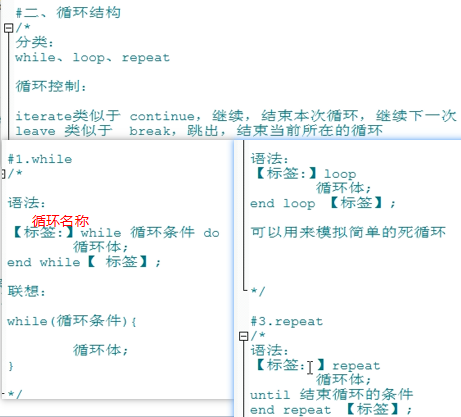 #二、循环结构
/*
分类:
while、loop、repeat
循环控制:
iterate类似于 continue,继续,结束本次循环,继续下一次
leave 类似于 break,跳出,结束当前所在的循环
#1.while
/*
语法:
循环名称
【标签:】while 循环条件 do
循环体;
end while【 标签】;
联想:
while(循环条件){
循环体;
}
*/
语法:
【标签:】loop
循环体;
end loop 【标签】;
可以用来模拟简单的死循环
*/
#3.repeat
/*
语法:
【标签:】repeat
循环体;
until 结束循环的条件
end repeat 【标签】;